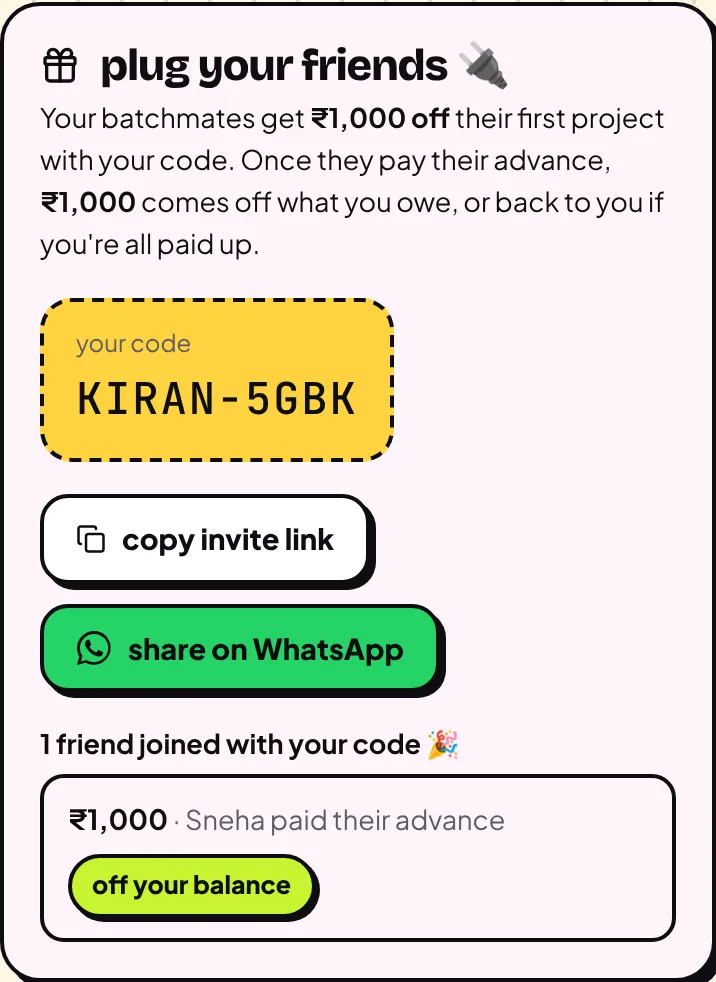 plug your friends 🔌
Your batchmates get ₹1,000 off their first project
with your code. Once they pay their advance,
₹1,000 comes off what you owe, or back to you if
you're all paid up.
your code
KIRAN-5GBK
copy invite link
share on WhatsApp
1 friend joined with your code 🎉
₹1,000 · Sneha paid their advance
off your balance